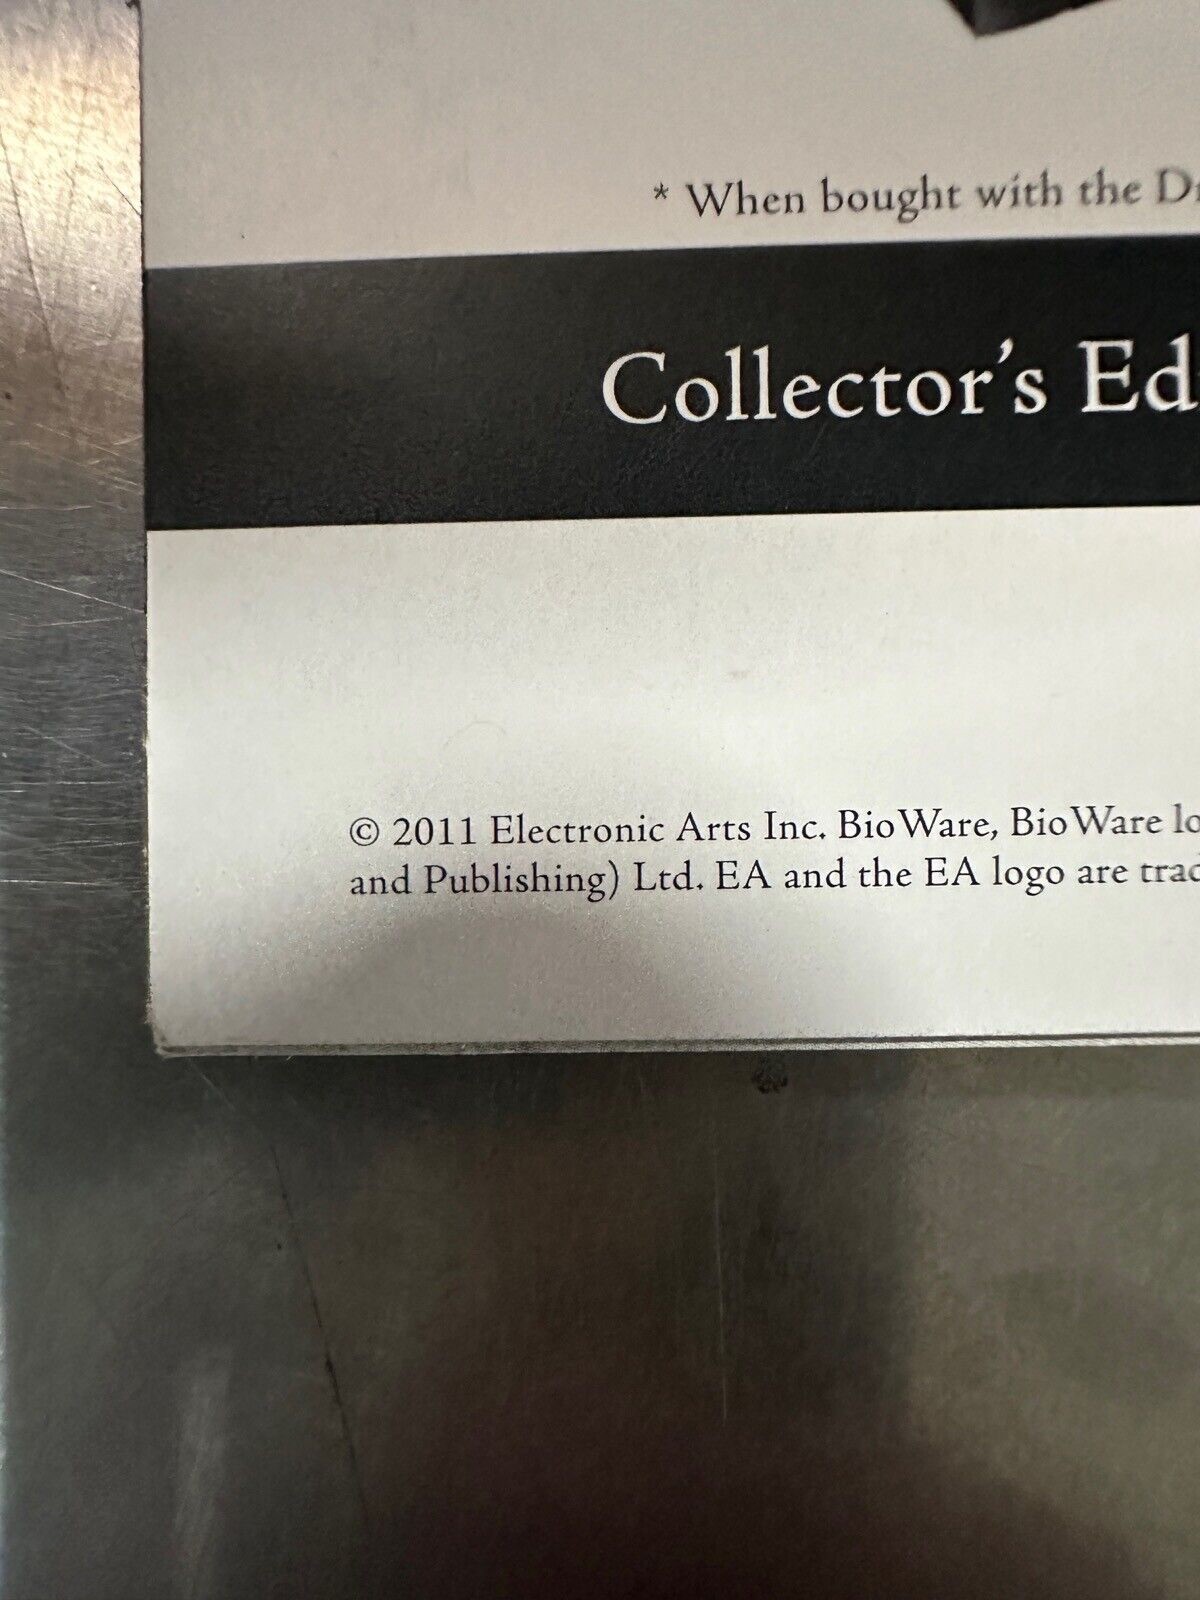 * When bought with the Dr
Collector's Ed
© 2011 Electronic Arts Inc. BioWare, BioWare lo
and Publishing) Ltd. EA and the EA logo are trad